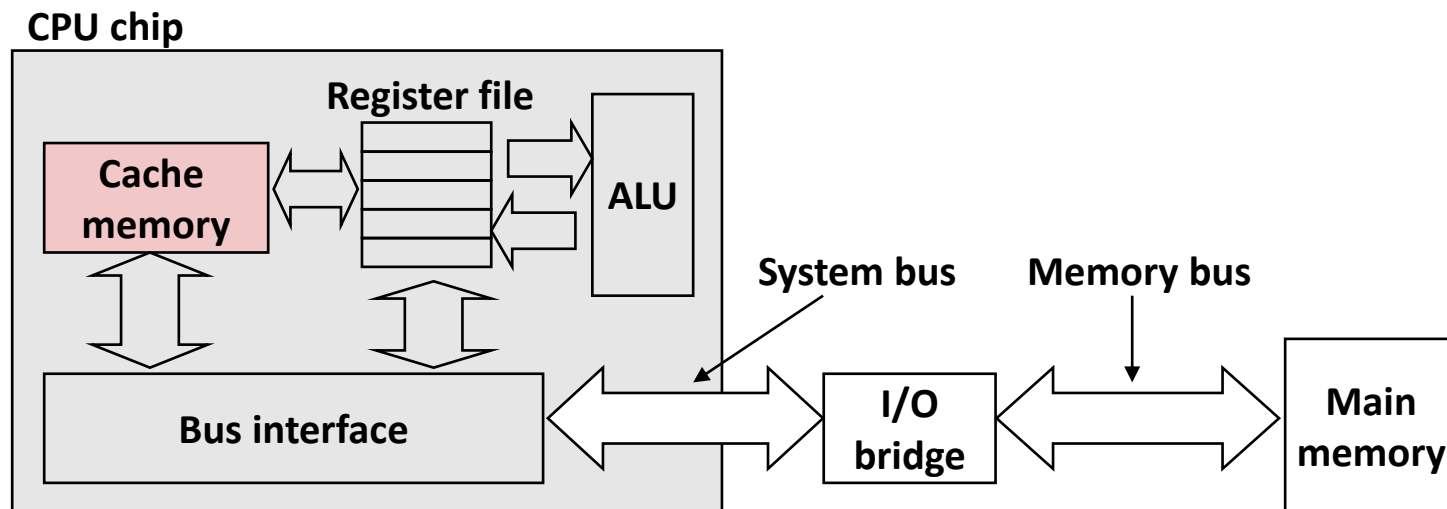 CPU chip
Register file
Cache
memory
ALU
System bus
Memory bus
Bus interface
I/O
bridge
Main
memory